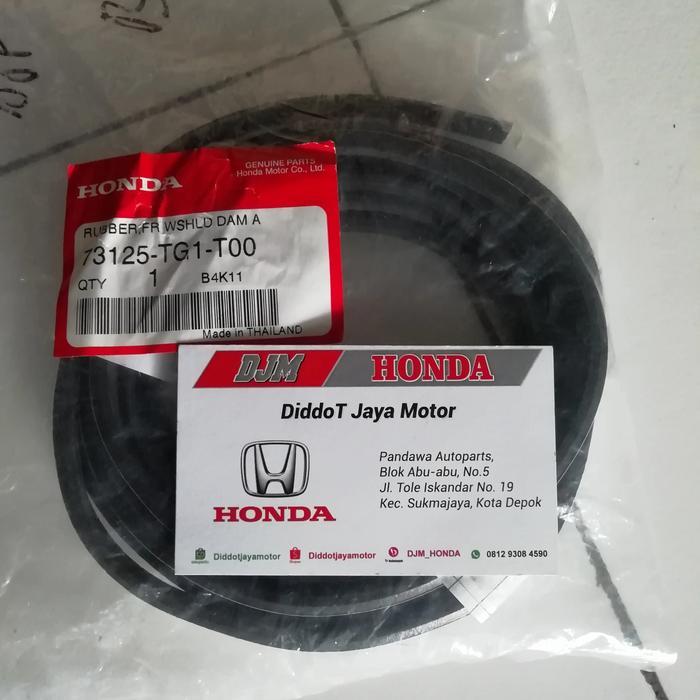 GENUINE PARTS
Honda Motor Co., Ltd.
HONDA
RUBBER,FR WSHLD DAM A
73125-TG1-T00
QTY 1 B4K11
Made in THAILAND
DJM HONDA
DiddoT Jaya Motor
Pandawa Autoparts,
Blok Abu-abu, No.5
Jl. Tole Iskandar No. 19
Kec. Sukmajaya, Kota Depok
HONDA
Diddotjayamotor Diddotjayamotor DJM_HONDA 0812 9308 4590